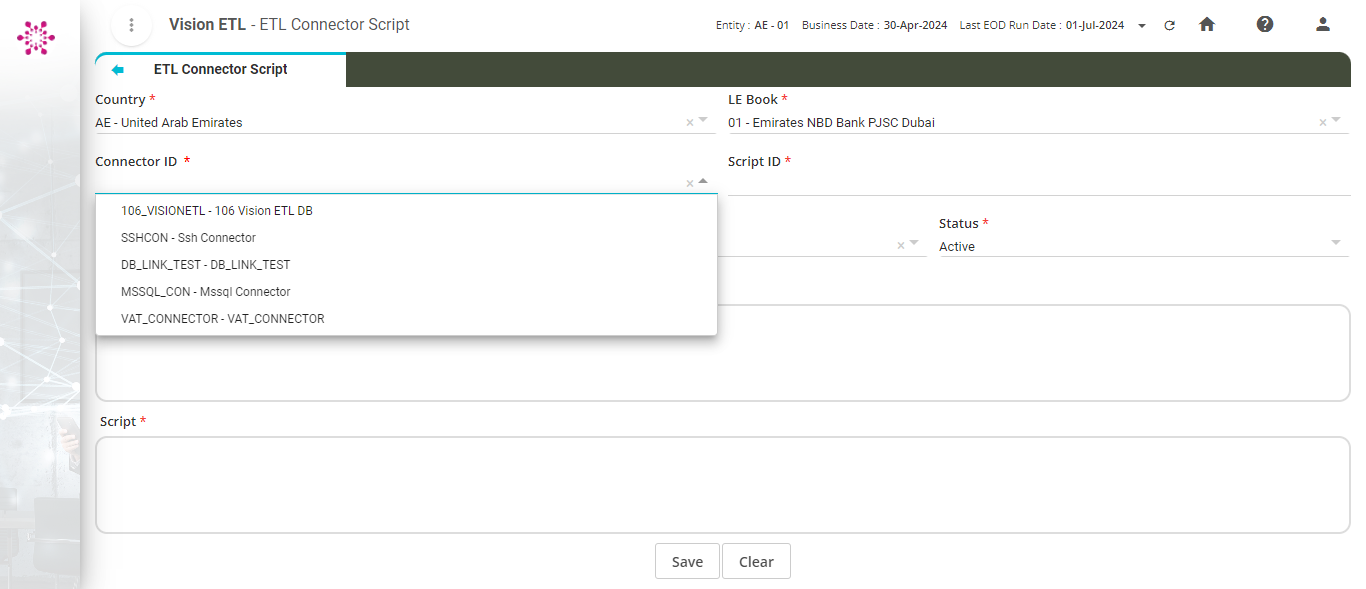 Vision ETL - ETL Connector Script
Entity : AE - 01 Business Date : 30-Apr-2024 Last EOD Run Date : 01-Jul-2024
ETL Connector Script
Country *
LE Book *
AE - United Arab Emirates
01 - Emirates NBD Bank PJSC Dubai
Connector ID *
Script ID *
106_VISIONETL - 106 Vision ETL DB
SSHCON - Ssh Connector
DB_LINK_TEST - DB_LINK_TEST
MSSQL_CON - Mssql Connector
VAT_CONNECTOR - VAT_CONNECTOR
Status *
Active
Script *
Save
Clear